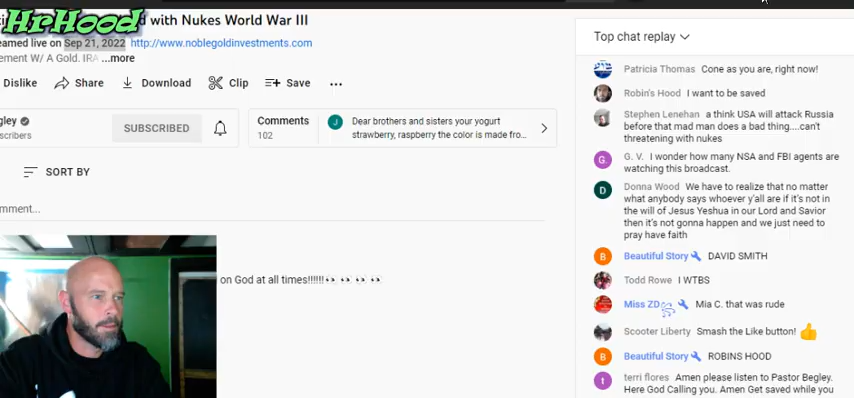 HrHood
with Nukes World War III
eamed live on Sep 21, 2022 http://www.noblegoldinvestments.com
ement W/ A Gold. IRA ...more
Dislike Share Download Clip Save ...
gley
scribers
SUBSCRIBED
Comments
102
Dear brothers and sisters your yogurt
strawberry, raspberry the color is made fro...
SORT BY
mment...
on God at all times!!!!!!👀 👀 👀 👀
Top chat replay
Patricia Thomas Cone as you are, right now!
Robin's Hood I want to be saved
Stephen Lenehan a think USA will attack Russia
before that mad man does a bad thing....can't
threatening with nukes
G. G. V. I wonder how many NSA and FBI agents are
watching this broadcast.
D Donna Wood We have to realize that no matter
what anybody says whoever y'all are if it's not in
the will of Jesus Yeshua in our Lord and Savior
then it's not gonna happen and we just need to
pray have faith
B Beautiful Story DAVID SMITH
Todd Rowe I WTBS
Miss ZD Mia C. that was rude
Scooter Liberty Smash the Like button! 👍
B Beautiful Story ROBINS HOOD
terri flores Amen please listen to Pastor Begley.
Here God Calling you. Amen Get saved while you